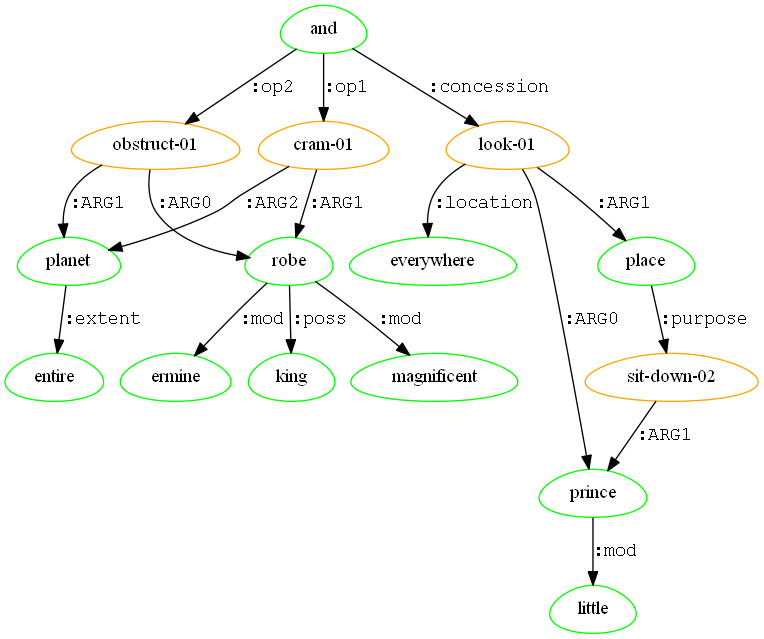 and
:op2 :op1 :concession
obstruct-01 cram-01 look-01
:ARG1 :ARG0 :ARG2 :ARG1 :location :ARG1
planet robe everywhere place
:extent :mod :poss :mod :ARG0 :purpose
entire ermine king magnificent sit-down-02
:ARG1
prince
:mod
little